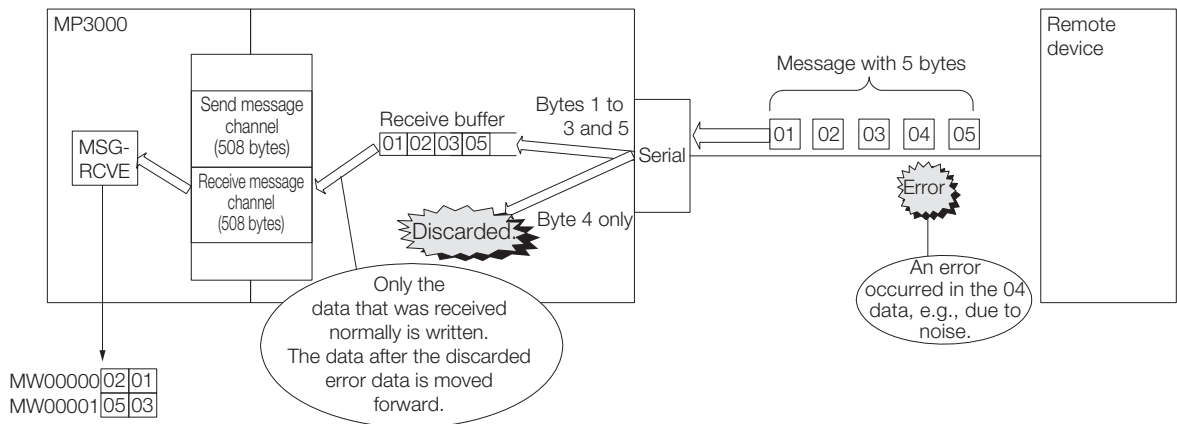 MP3000
Send message
channel
(508 bytes)
Receive message
channel
(508 bytes)
MSG-
RCVE
Receive buffer
01 02 03 05
Bytes 1 to
3 and 5
Serial
Byte 4 only
Discarded.
Message with 5 bytes
01 02 03 04 05
Error
Remote
device
An error
occurred in the 04
data, e.g., due to
noise.
Only the
data that was received
normally is written.
The data after the discarded
error data is moved
forward.
MW00000 02 01
MW00001 05 03